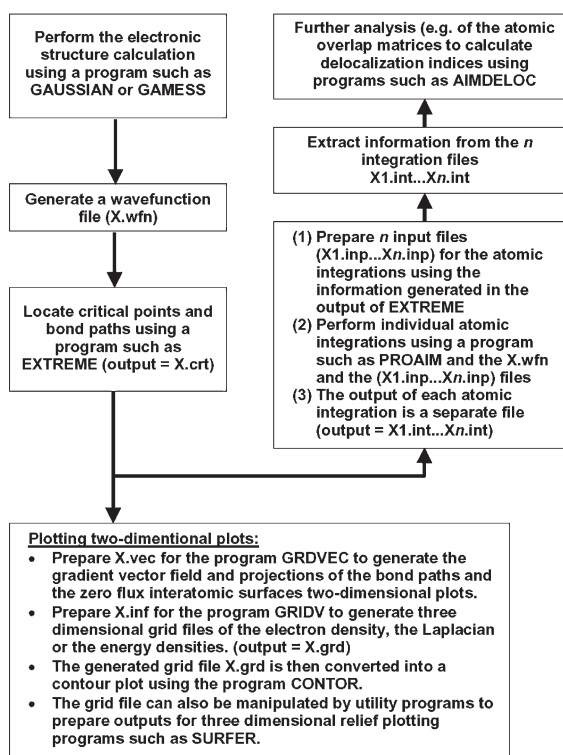 Perform the electronic
structure calculation
using a program such as
GAUSSIAN or GAMESS
Generate a wavefunction
file (X.wfn)
Locate critical points and
bond paths using a
program such as
EXTREME (output = X.crt)
Further analysis (e.g. of the atomic
overlap matrices to calculate
delocalization indices using
programs such as AIMDELOC
Extract information from the n
integration files
X1.int...Xn.int
(1) Prepare n input files
(X1.inp...Xn.inp) for the atomic
integrations using the
information generated in the
output of EXTREME
(2) Perform individual atomic
integrations using a program
such as PROAIM and the X.wfn
and the (X1.inp...Xn.inp) files
(3) The output of each atomic
integration is a separate file
(output = X1.int...Xn.int)
Plotting two-dimentional plots:
• Prepare X.vec for the program GRDVEC to generate the
gradient vector field and projections of the bond paths and
the zero flux interatomic surfaces two-dimensional plots.
• Prepare X.inf for the program GRIDV to generate three
dimensional grid files of the electron density, the Laplacian
or the energy densities. (output = X.grd)
• The generated grid file X.grd is then converted into a
contour plot using the program CONTOR.
• The grid file can also be manipulated by utility programs to
prepare outputs for three dimensional relief plotting
programs such as SURFER.